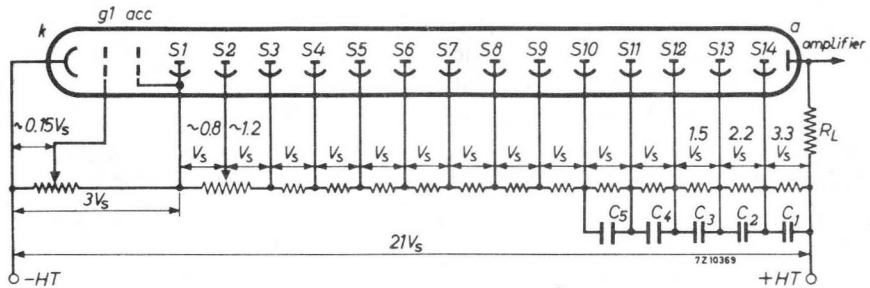 g1 acc
k S1 S2 S3 S4 S5 S6 S7 S8 S9 S10 S11 S12 S13 S14 a amplifier
~0.15Vs ~0.8 ~1.2 1.5 2.2 3.3 RL
Vs Vs Vs Vs Vs Vs Vs Vs Vs Vs Vs Vs Vs Vs
3Vs C5 C4 C3 C2 C1
21Vs
7Z10369
-HT +HT